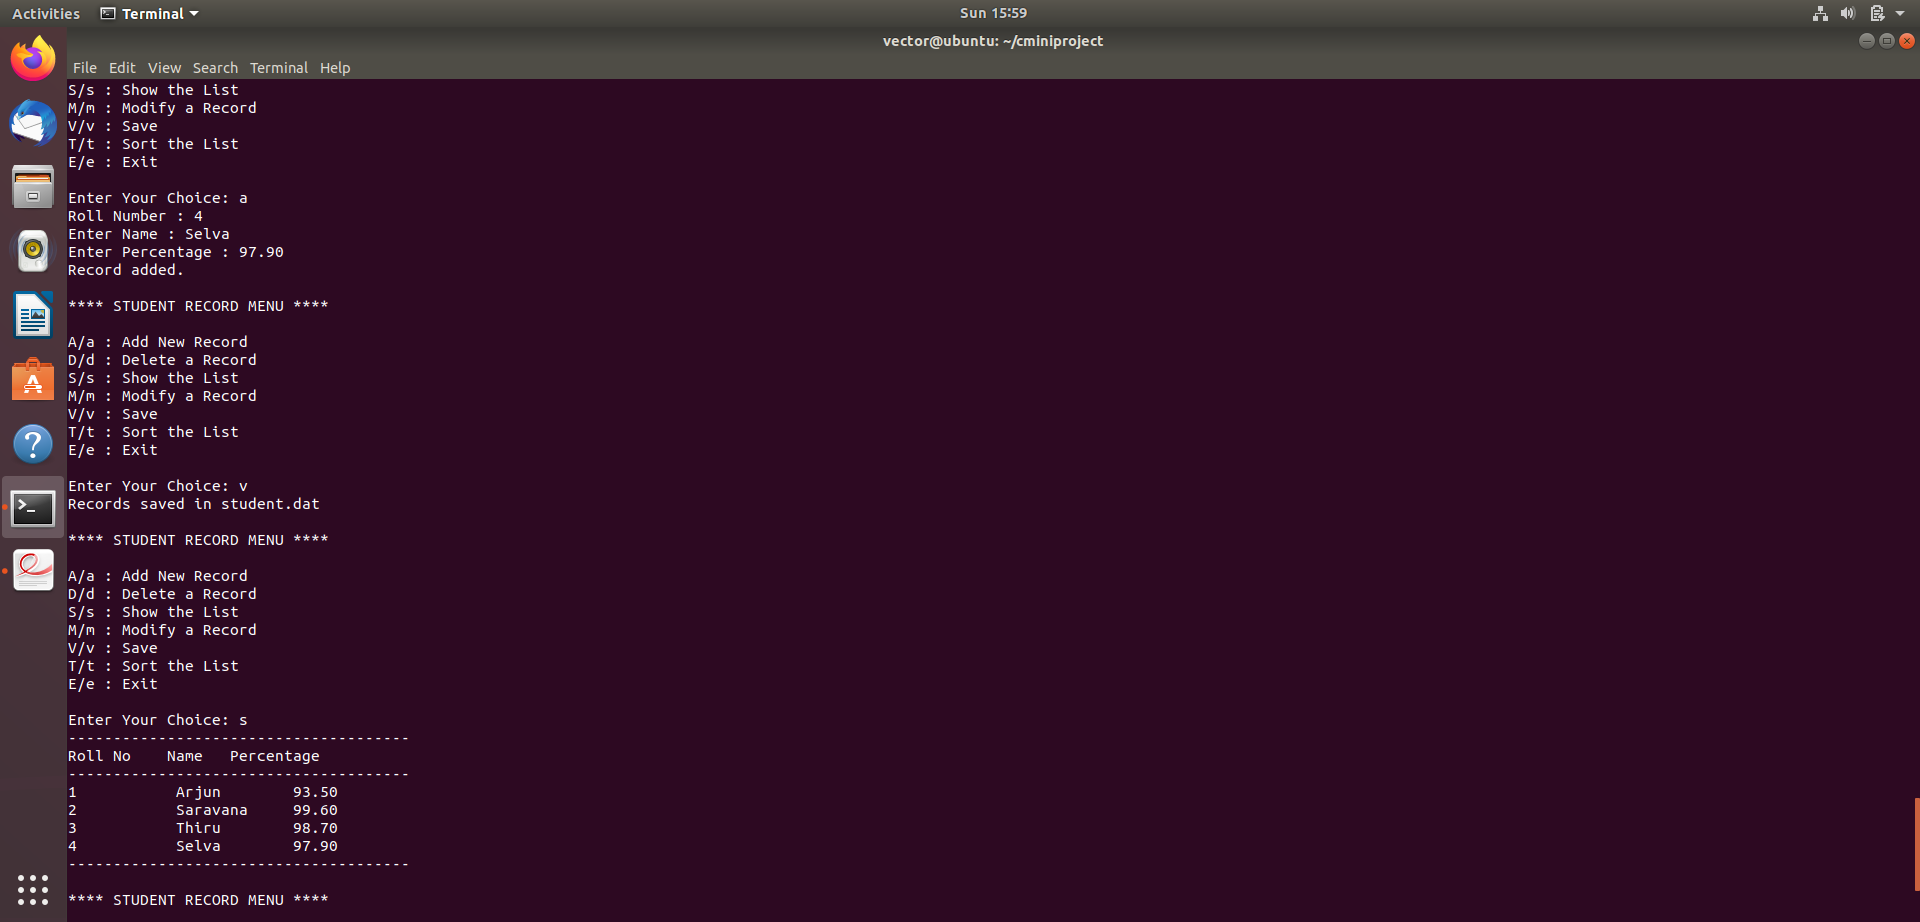 Activities Terminal Sun 15:59
vector@ubuntu: ~/cminiproject
File Edit View Search Terminal Help
S/s : Show the List
M/m : Modify a Record
V/v : Save
T/t : Sort the List
E/e : Exit
Enter Your Choice: a
Roll Number : 4
Enter Name : Selva
Enter Percentage : 97.90
Record added.
**** STUDENT RECORD MENU ****
A/a : Add New Record
D/d : Delete a Record
S/s : Show the List
M/m : Modify a Record
V/v : Save
T/t : Sort the List
E/e : Exit
Enter Your Choice: v
Records saved in student.dat
**** STUDENT RECORD MENU ****
A/a : Add New Record
D/d : Delete a Record
S/s : Show the List
M/m : Modify a Record
V/v : Save
T/t : Sort the List
E/e : Exit
Enter Your Choice: s
--------------------------------------
Roll No    Name   Percentage
--------------------------------------
1           Arjun        93.50
2           Saravana     99.60
3           Thiru        98.70
4           Selva        97.90
--------------------------------------
**** STUDENT RECORD MENU ****